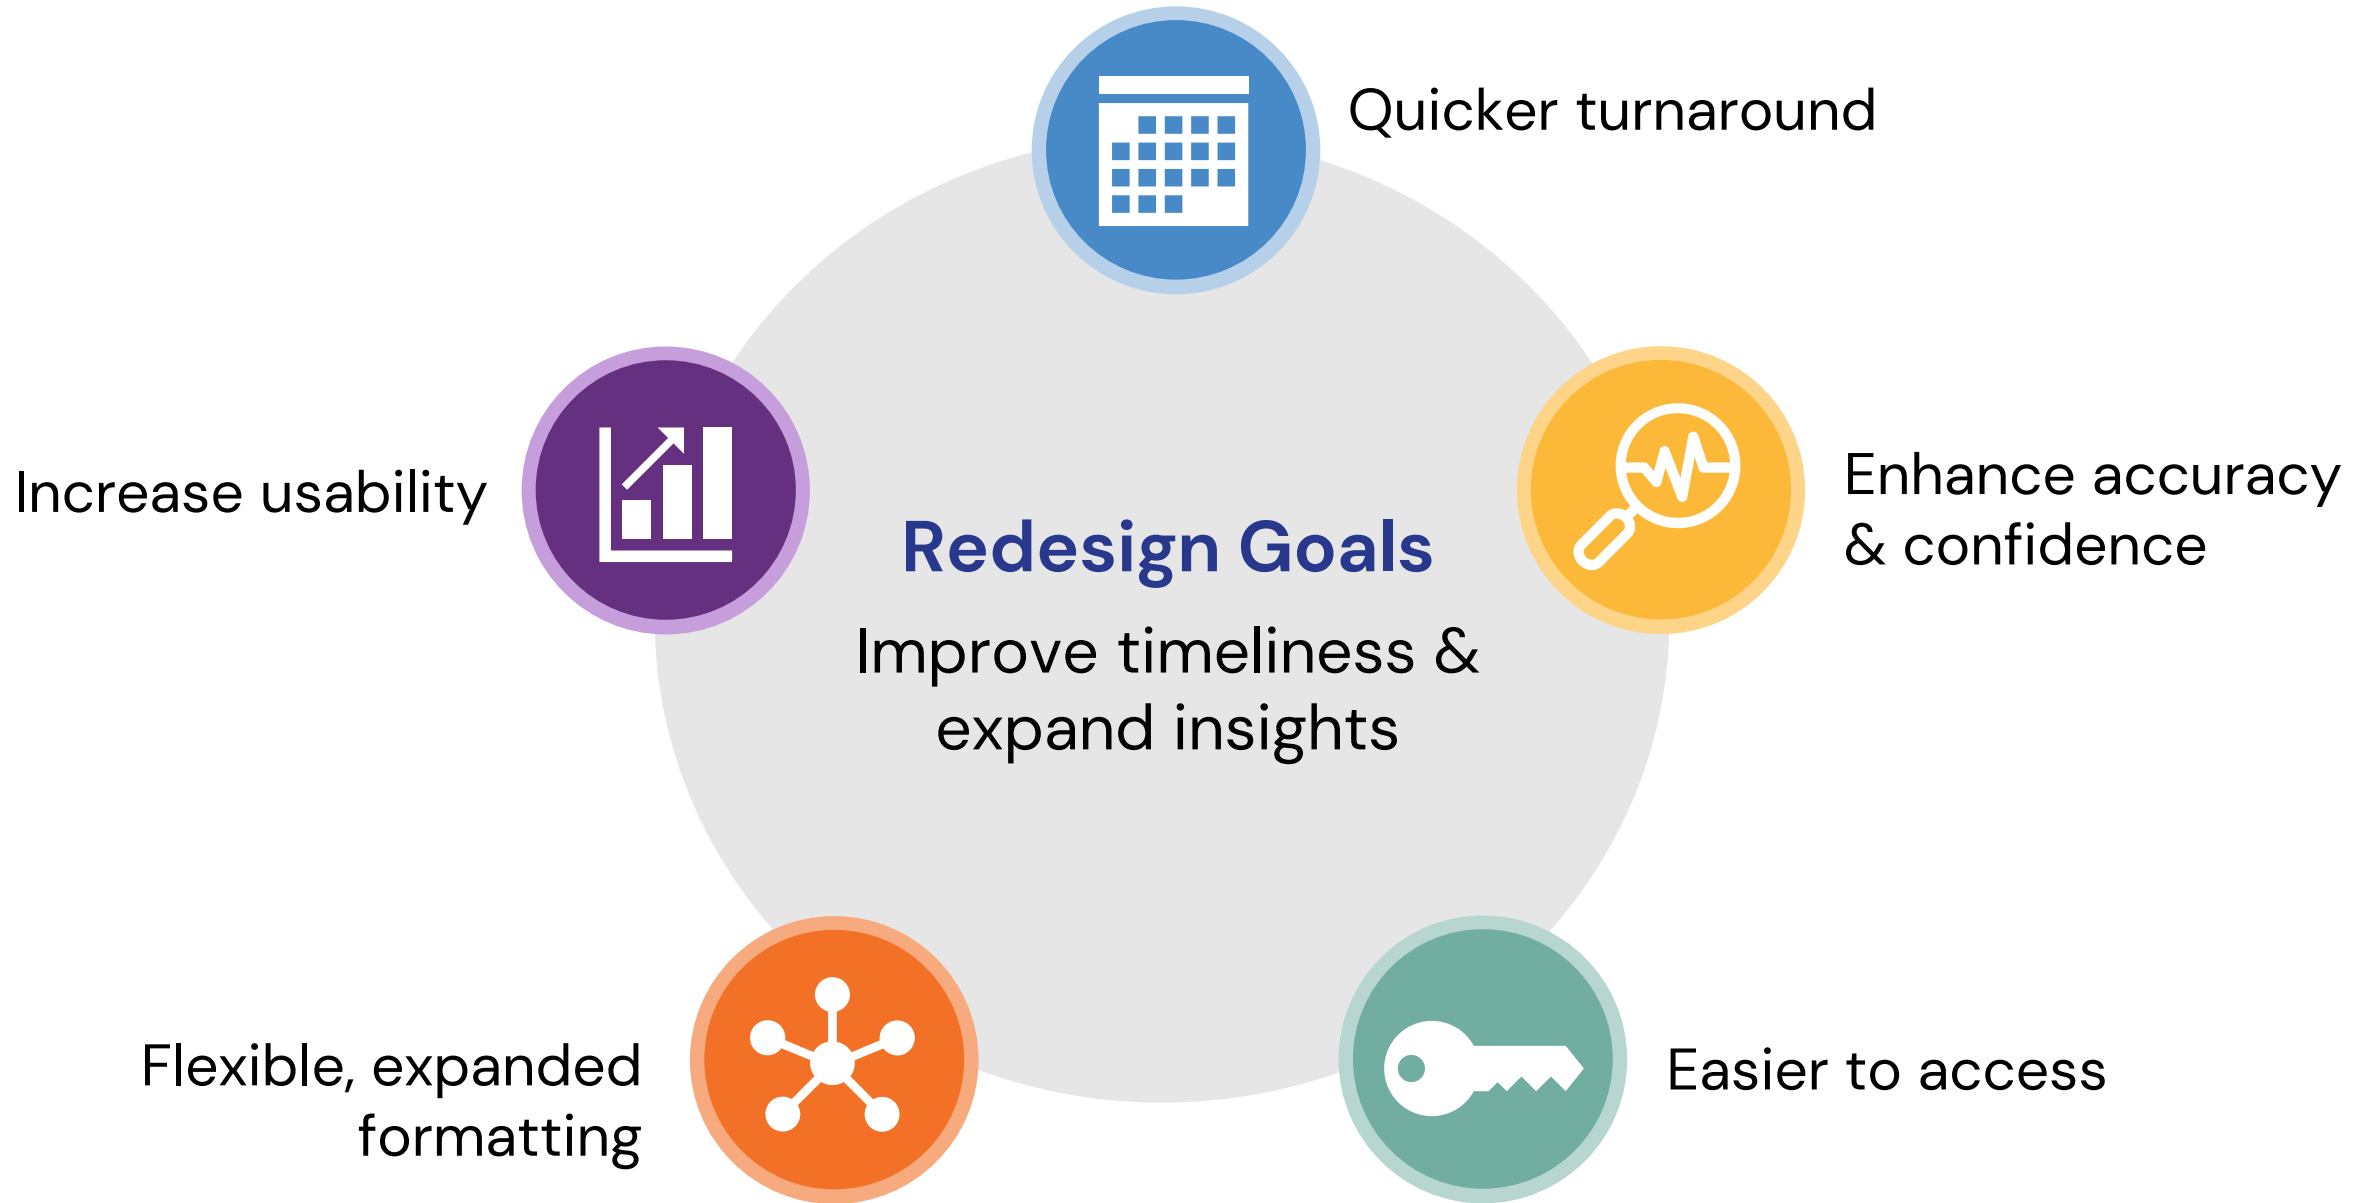 Quicker turnaround
Increase usability
Enhance accuracy
& confidence
Redesign Goals
Improve timeliness &
expand insights
Flexible, expanded
formatting
Easier to access